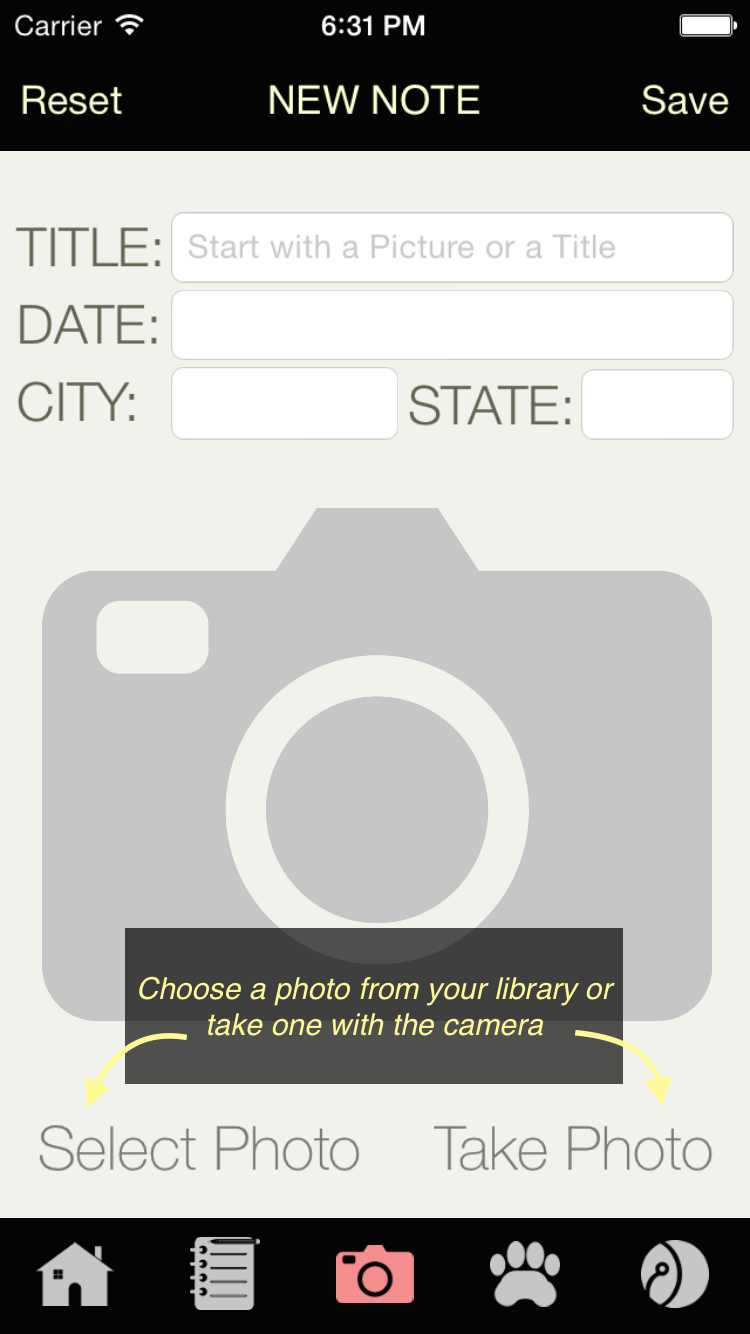 Carrier 6:31 PM
Reset NEW NOTE Save
TITLE: Start with a Picture or a Title
DATE:
CITY: STATE:
Choose a photo from your library or
take one with the camera
Select Photo Take Photo